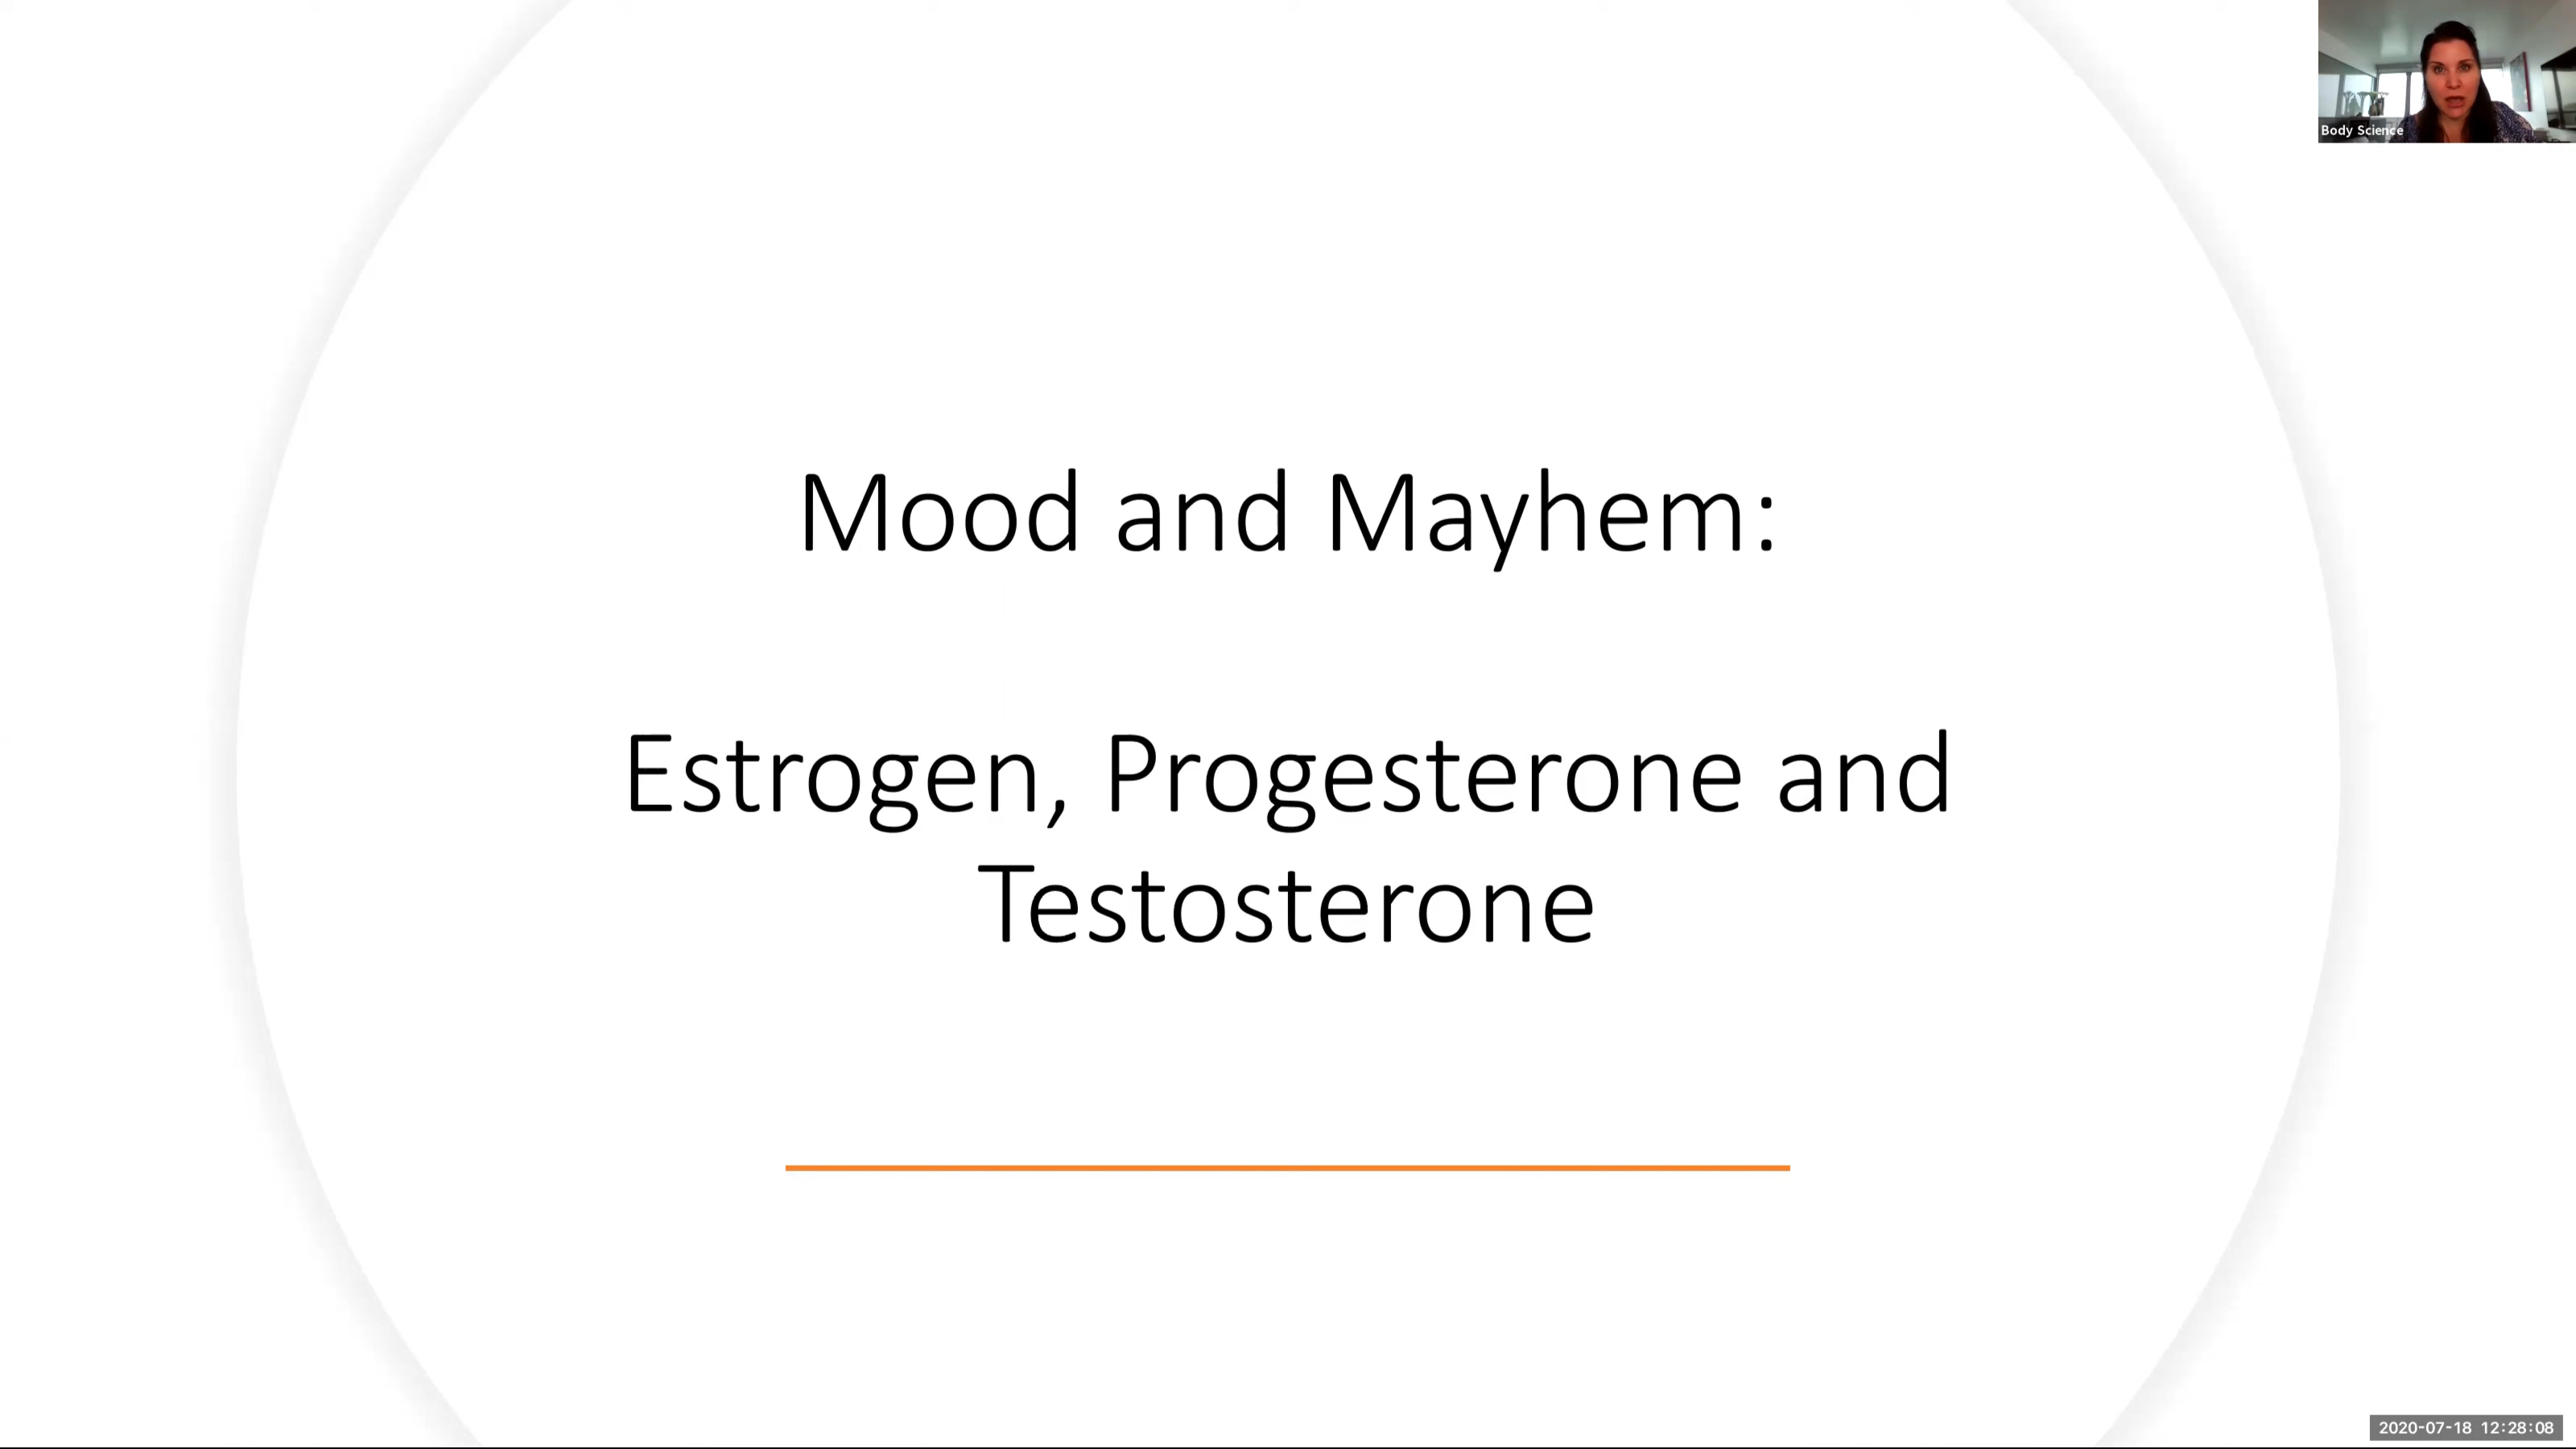 Body Science
Mood and Mayhem:
Estrogen, Progesterone and
Testosterone
2020-07-18 12:28:08